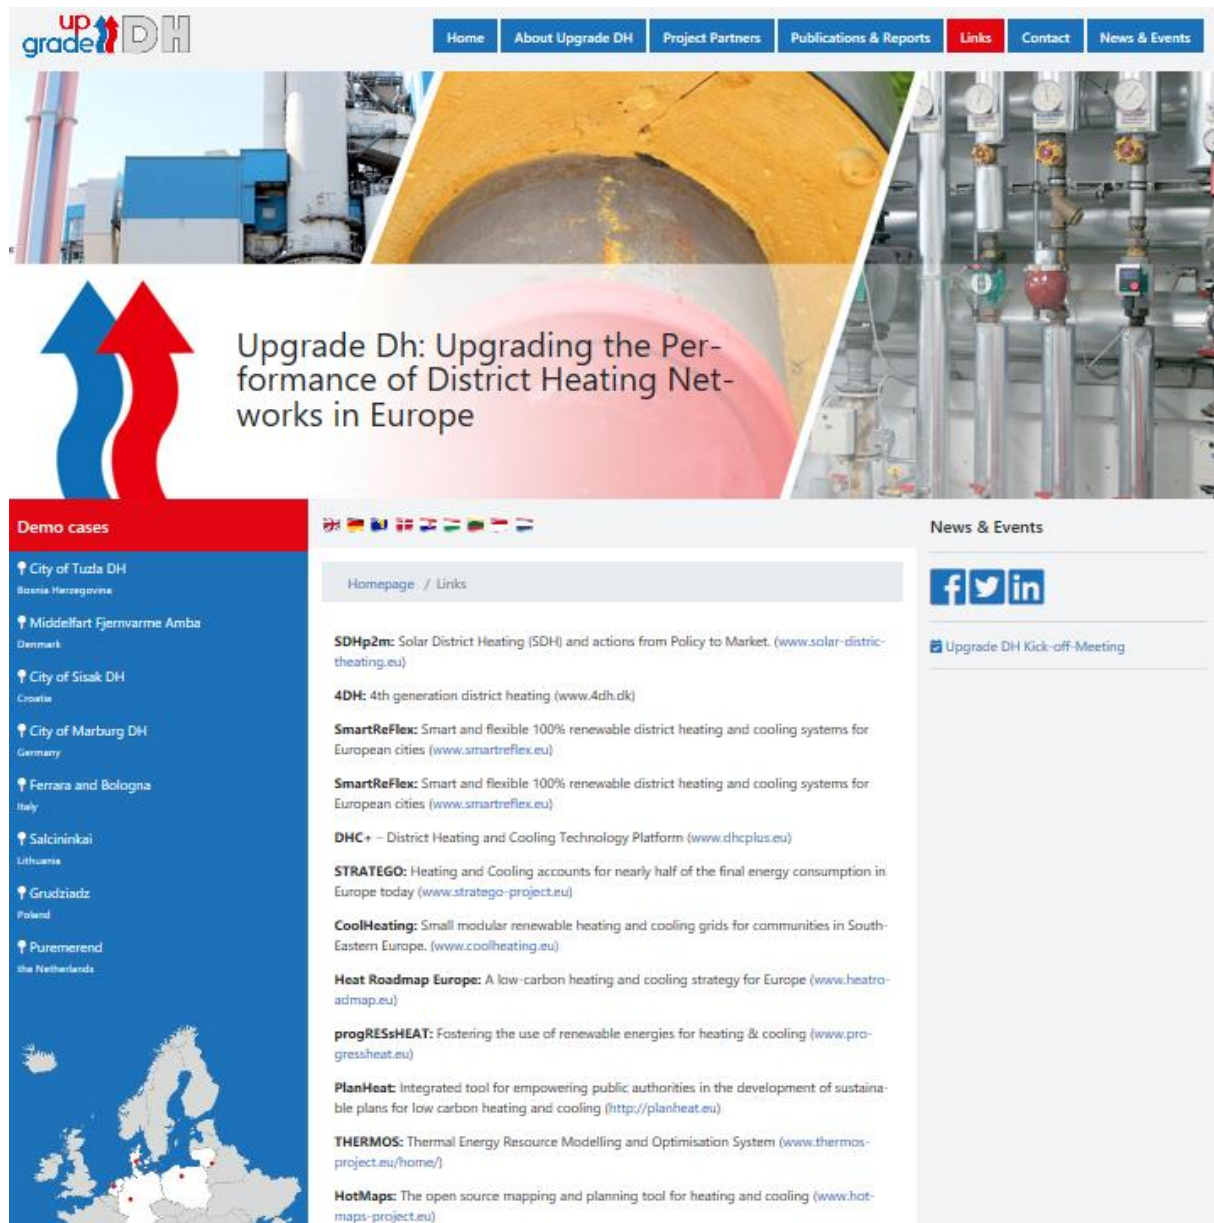 up
grade DH
Home About Upgrade DH Project Partners Publications & Reports Links Contact News & Events
Upgrade Dh: Upgrading the Per-
formance of District Heating Net-
works in Europe
Demo cases
City of Tuzla DH
Bosnia Herzegovina
Middelfart Fjernvarme Amba
Denmark
City of Sisak DH
Croatia
City of Marburg DH
Germany
Ferrara and Bologna
Italy
Salcininkai
Lithuania
Grudziadz
Poland
Puremerend
the Netherlands
Homepage / Links
SDHp2m: Solar District Heating (SDH) and actions from Policy to Market. (www.solar-distric-
theating.eu)
4DH: 4th generation district heating (www.4dh.dk)
SmartReFlex: Smart and flexible 100% renewable district heating and cooling systems for
European cities (www.smartreflex.eu)
SmartReFlex: Smart and flexible 100% renewable district heating and cooling systems for
European cities (www.smartreflex.eu)
DHC+ – District Heating and Cooling Technology Platform (www.dhcplus.eu)
STRATEGO: Heating and Cooling accounts for nearly half of the final energy consumption in
Europe today (www.stratego-project.eu)
CoolHeating: Small modular renewable heating and cooling grids for communities in South-
Eastern Europe. (www.coolheating.eu)
Heat Roadmap Europe: A low-carbon heating and cooling strategy for Europe (www.heatro-
admap.eu)
progRESsHEAT: Fostering the use of renewable energies for heating & cooling (www.pro-
gressheat.eu)
PlanHeat: Integrated tool for empowering public authorities in the development of sustaina-
ble plans for low carbon heating and cooling (http://planheat.eu)
THERMOS: Thermal Energy Resource Modelling and Optimisation System (www.thermos-
project.eu/home/)
HotMaps: The open source mapping and planning tool for heating and cooling (www.hot-
maps-project.eu)
News & Events
f in
Upgrade DH Kick-off-Meeting